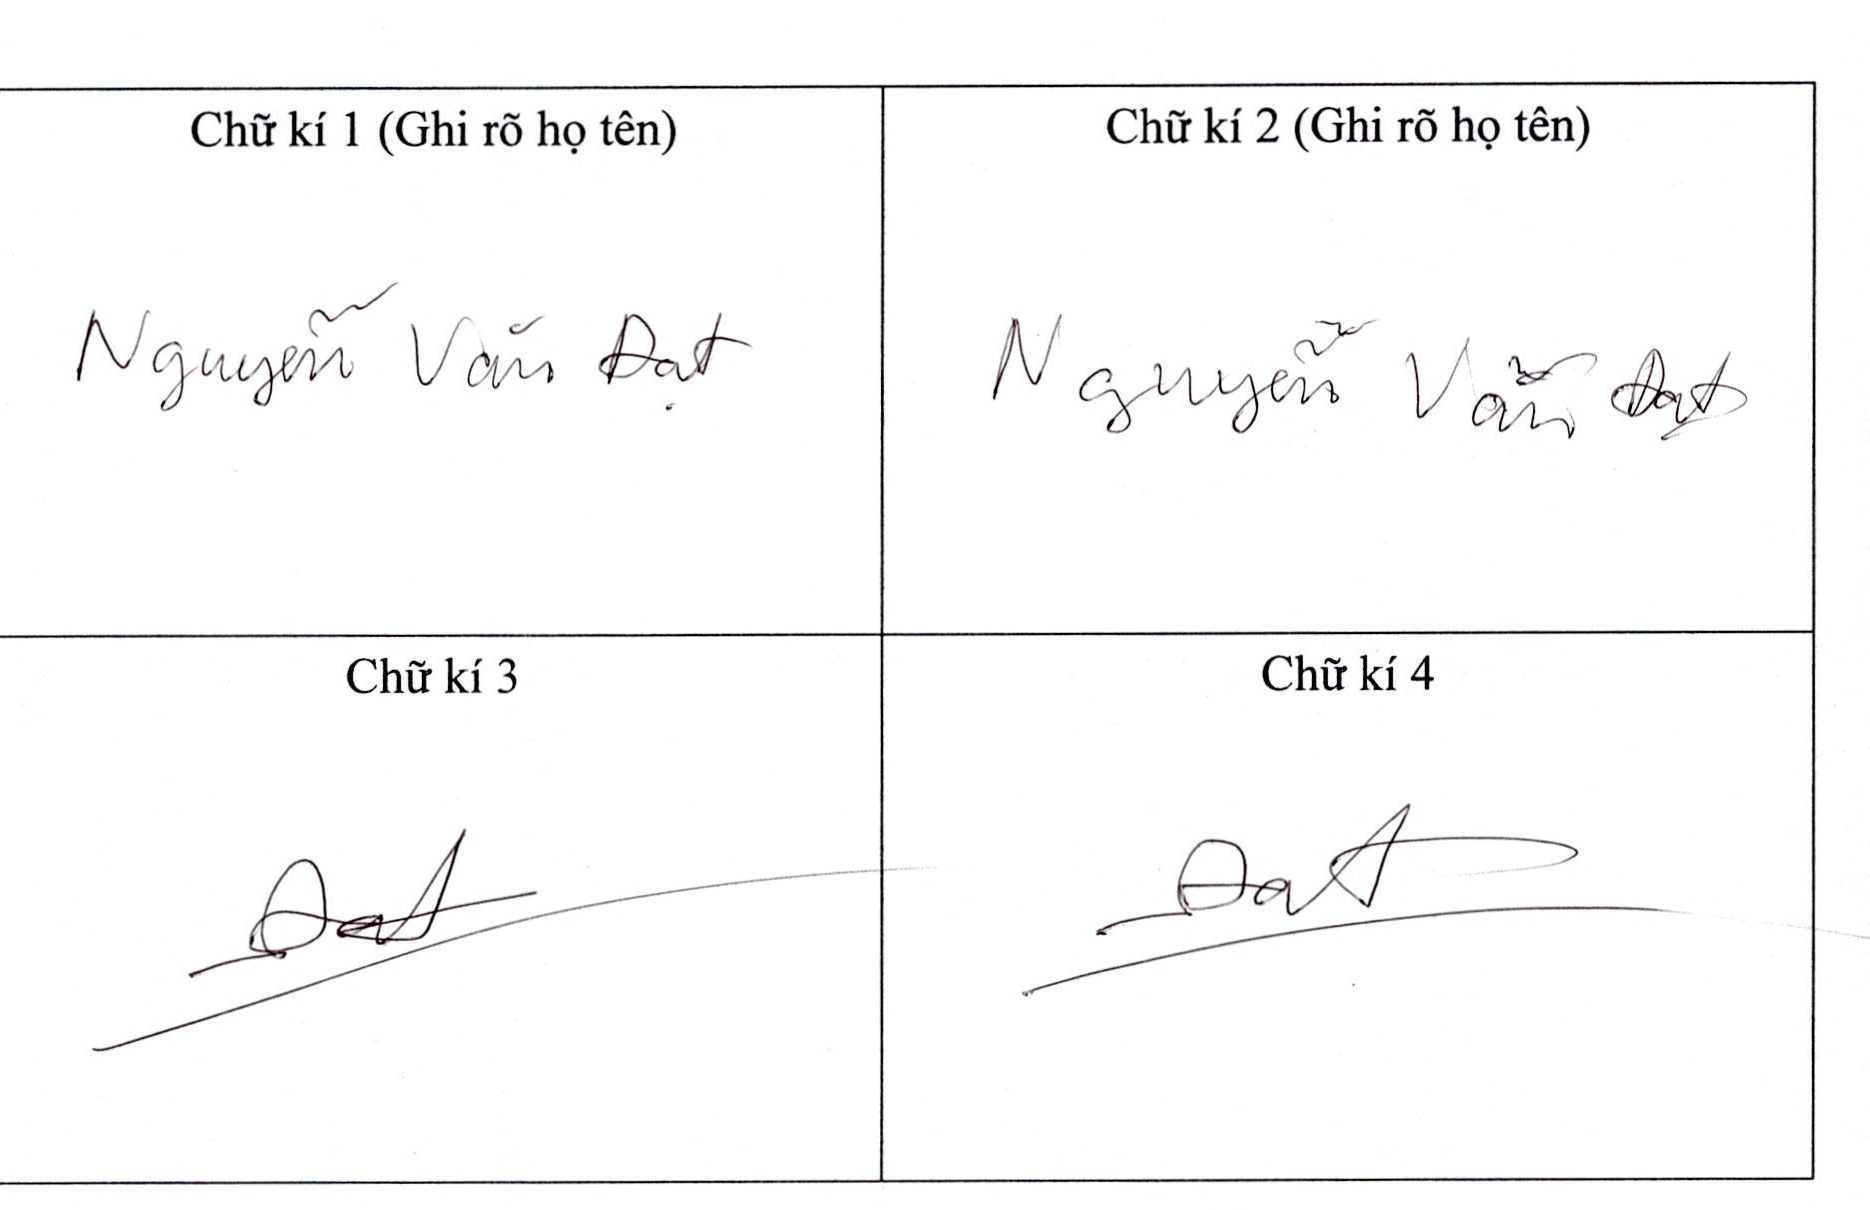 Chữ kí 1 (Ghi rõ họ tên)
Chữ kí 2 (Ghi rõ họ tên)
Nguyễn Văn Đạt
Nguyễn Văn Đạt
Chữ kí 3
Chữ kí 4
Đat
Đat